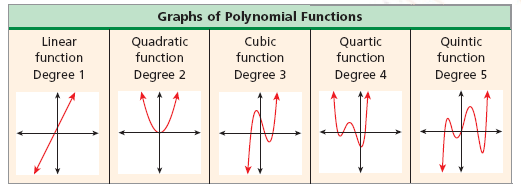 Graphs of Polynomial Functions
Linear
function
Degree 1
Quadratic
function
Degree 2
Cubic
function
Degree 3
Quartic
function
Degree 4
Quintic
function
Degree 5